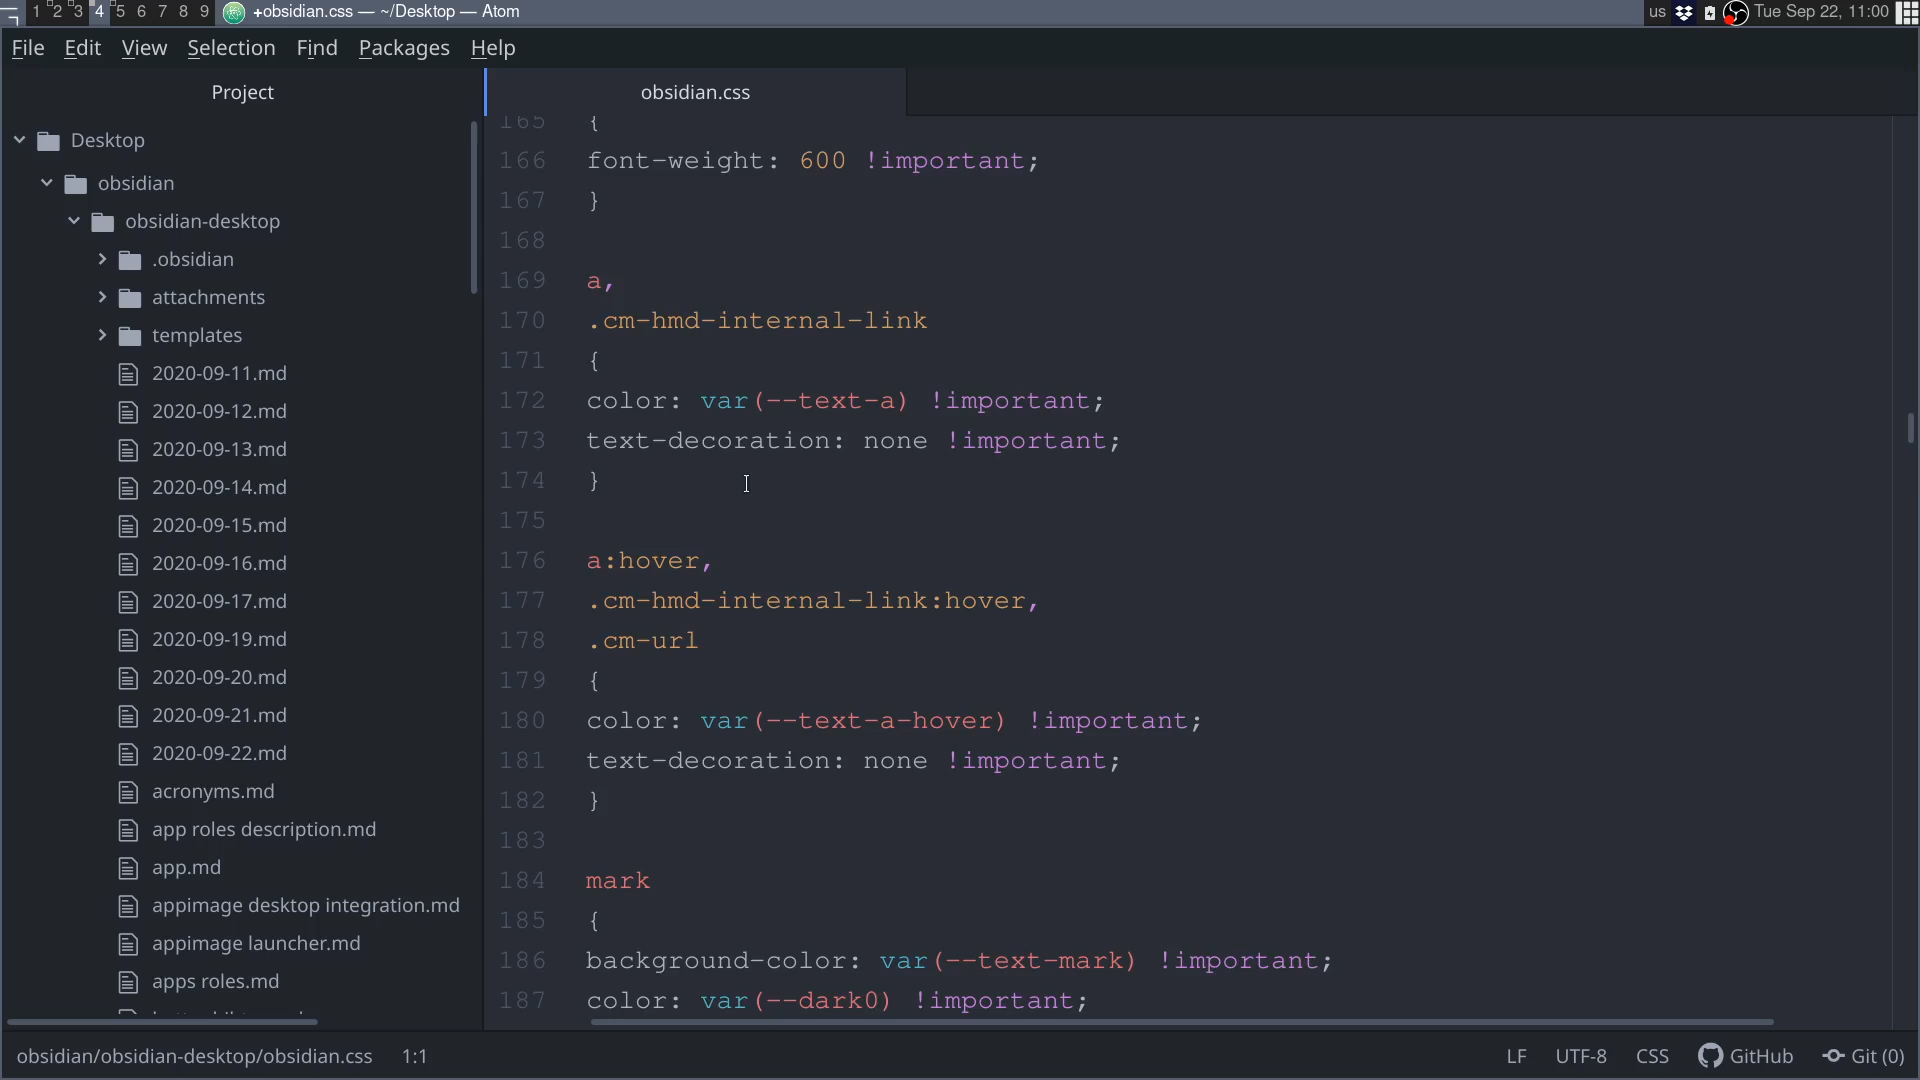 1 2 3 4 5 6 7 8 9 +obsidian.css — ~/Desktop — Atom us Tue Sep 22, 11:00
File Edit View Selection Find Packages Help
Project
Desktop
obsidian
obsidian-desktop
.obsidian
attachments
templates
2020-09-11.md
2020-09-12.md
2020-09-13.md
2020-09-14.md
2020-09-15.md
2020-09-16.md
2020-09-17.md
2020-09-19.md
2020-09-20.md
2020-09-21.md
2020-09-22.md
acronyms.md
app roles description.md
app.md
appimage desktop integration.md
appimage launcher.md
apps roles.md
obsidian.css
165 {
166 font-weight: 600 !important;
167 }
168
169 a,
170 .cm-hmd-internal-link
171 {
172 color: var(--text-a) !important;
173 text-decoration: none !important;
174 }
175
176 a:hover,
177 .cm-hmd-internal-link:hover,
178 .cm-url
179 {
180 color: var(--text-a-hover) !important;
181 text-decoration: none !important;
182 }
183
184 mark
185 {
186 background-color: var(--text-mark) !important;
187 color: var(--dark0) !important;
obsidian/obsidian-desktop/obsidian.css 1:1 LF UTF-8 CSS GitHub Git (0)